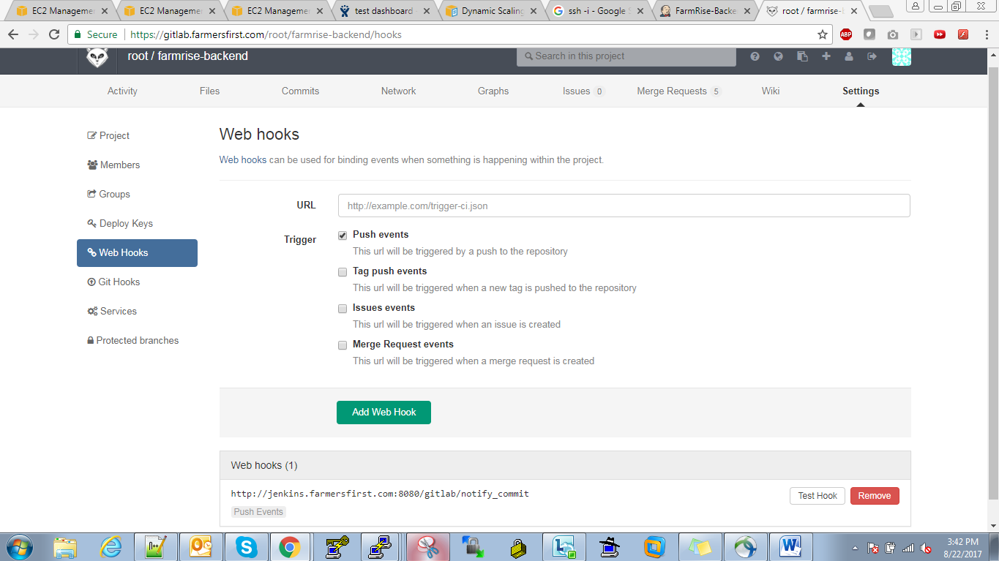 EC2 Manageme
EC2 Manageme
EC2 Manageme
test dashboard
Dynamic Scaling
ssh -i - Google S
FarmRise-Backe
root / farmrise-b
Secure
https://gitlab.farmersfirst.com/root/farmrise-backend/hooks
ABP
root / farmrise-backend
Search in this project
Activity
Files
Commits
Network
Graphs
Issues 0
Merge Requests 5
Wiki
Settings
Project
Members
Groups
Deploy Keys
Web Hooks
Git Hooks
Services
Protected branches
Web hooks
Web hooks can be used for binding events when something is happening within the project.
URL
http://example.com/trigger-ci.json
Trigger
Push events
This url will be triggered by a push to the repository
Tag push events
This url will be triggered when a new tag is pushed to the repository
Issues events
This url will be triggered when an issue is created
Merge Request events
This url will be triggered when a merge request is created
Add Web Hook
Web hooks (1)
http://jenkins.farmersfirst.com:8080/gitlab/notify_commit
Test Hook
Remove
Push Events
3:42 PM
8/22/2017